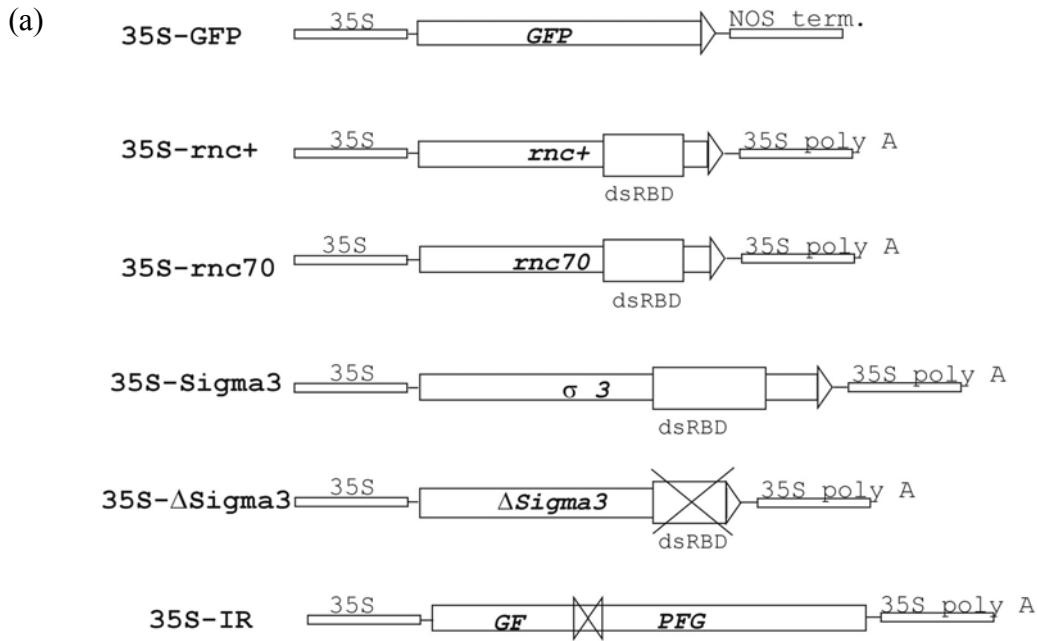 (a)
35S-GFP 35S GFP NOS term.
35S-rnc+ 35S rnc+ 35S poly A
dsRBD
35S-rnc70 35S rnc70 35S poly A
dsRBD
35S-Sigma3 35S σ 3 35S poly A
dsRBD
35S-ΔSigma3 35S ΔSigma3 35S poly A
dsRBD
35S-IR 35S GF PFG 35S poly A